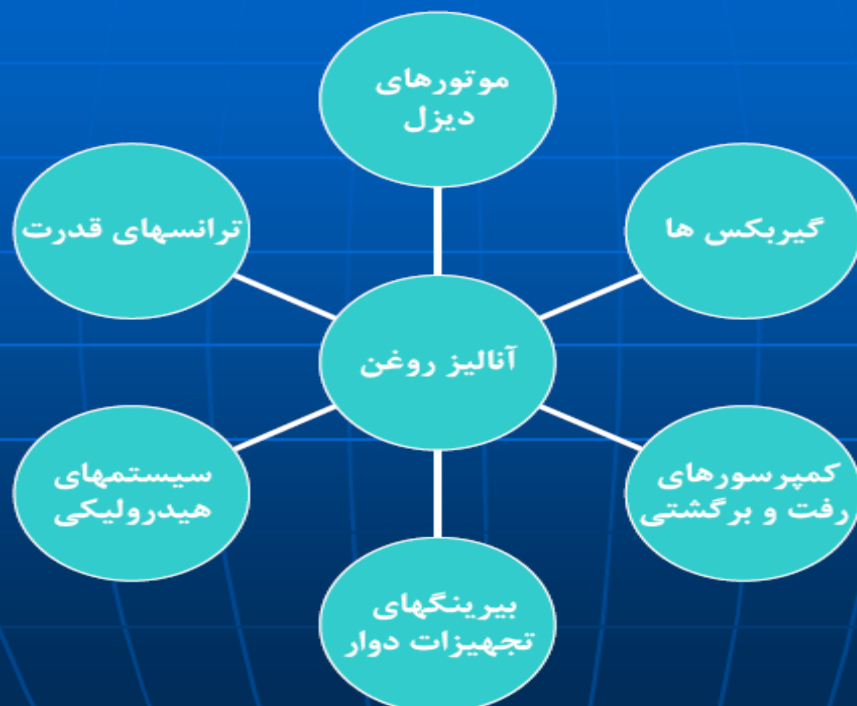 موتورهای
دیزل
گیربکس ها
ترانسهای قدرت
آنالیز روغن
کمپرسورهای
رفت و برگشتی
سیستمهای
هیدرولیکی
بیرینگهای
تجهیزات دوار